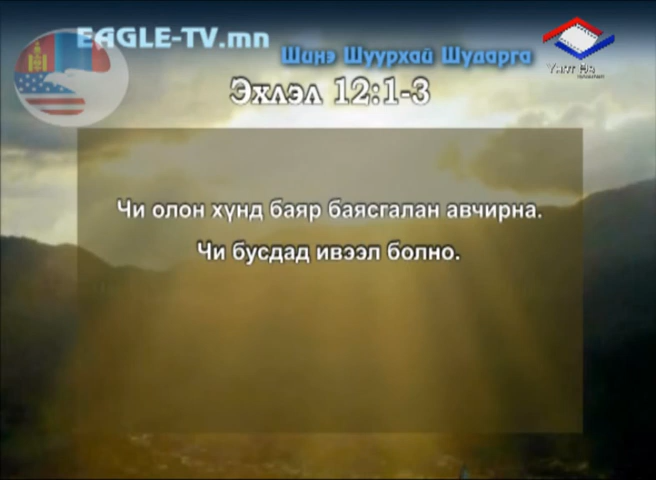 EAGLE-TV.mn
Шинэ Шуурхай Шударга
Эхлэл 12:1-3
Чи олон хүнд баяр баясгалан авчирна.
Чи бусдад ивээл болно.